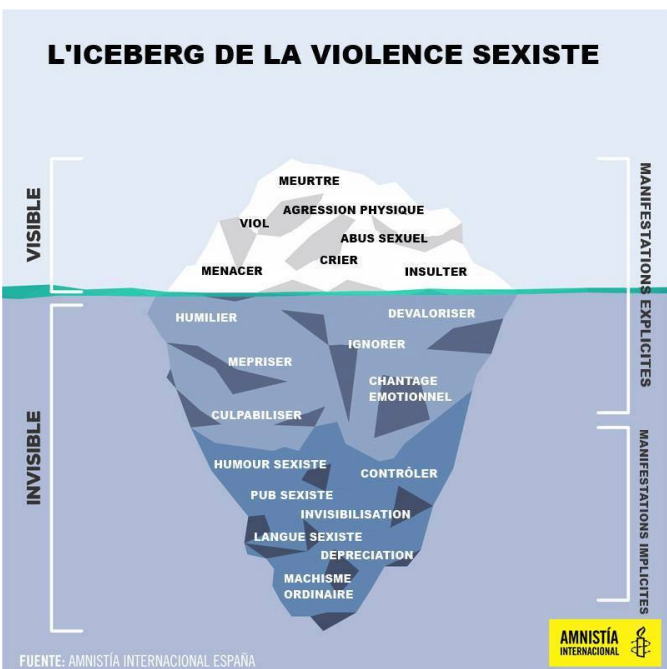 L'ICEBERG DE LA VIOLENCE SEXISTE
VISIBLE
MANIFESTATIONS EXPLICITES
MEURTRE
AGRESSION PHYSIQUE
VIOL
ABUS SEXUEL
CRIER
MENACER
INSULTER
INVISIBLE
MANIFESTATIONS IMPLICITES
HUMILIER
DEVALORISER
IGNORER
MEPRISER
CHANTAGE
EMOTIONNEL
CULPABILISER
HUMOUR SEXISTE
CONTRÔLER
PUB SEXISTE
INVISIBILISATION
LANGUE SEXISTE
DEPRECIATION
MACHISME
ORDINAIRE
FUENTE: AMNISTÍA INTERNACIONAL ESPAÑA
AMNISTÍA
INTERNACIONAL